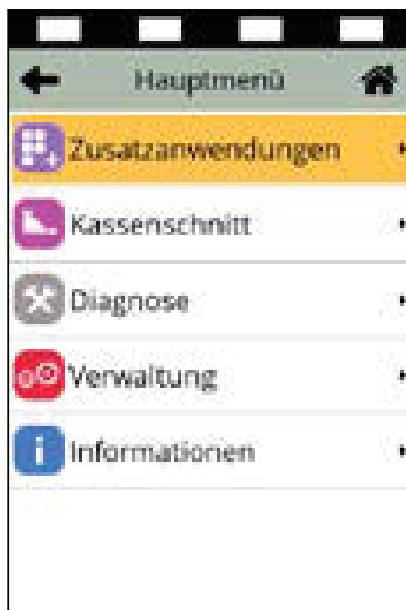 Hauptmenü
Zusatzanwendungen
Kassenschnitt
Diagnose
Verwaltung
Informationen